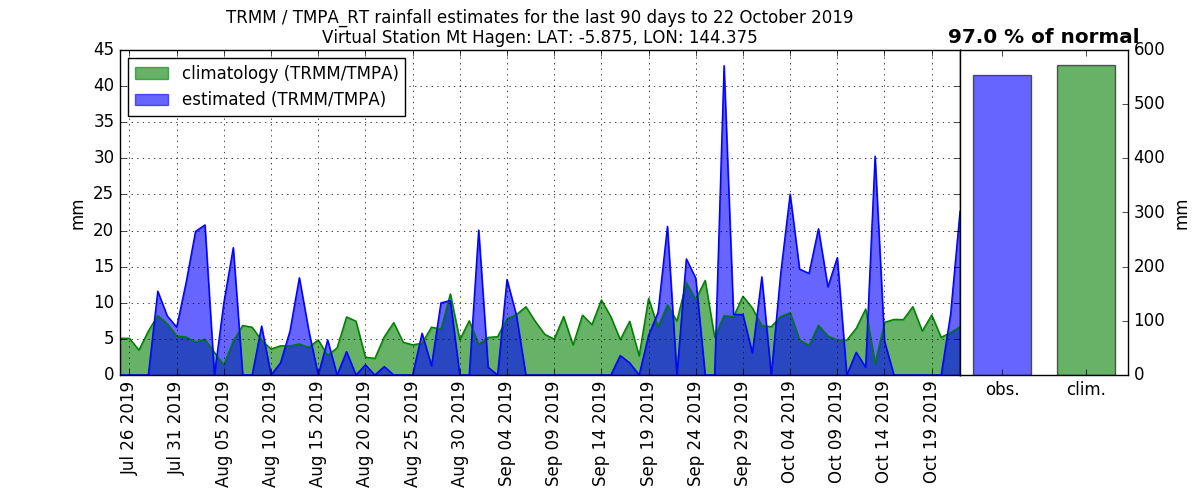 TRMM / TMPA_RT rainfall estimates for the last 90 days to 22 October 2019
Virtual Station Mt Hagen: LAT: -5.875, LON: 144.375
97.0 % of normal
climatology (TRMM/TMPA)
estimated (TRMM/TMPA)
45
40
35
30
25
20
15
10
5
0
mm
Jul 26 2019
Jul 31 2019
Aug 05 2019
Aug 10 2019
Aug 15 2019
Aug 20 2019
Aug 25 2019
Aug 30 2019
Sep 04 2019
Sep 09 2019
Sep 14 2019
Sep 19 2019
Sep 24 2019
Sep 29 2019
Oct 04 2019
Oct 09 2019
Oct 14 2019
Oct 19 2019
600
500
400
300
200
100
0
mm
obs.
clim.